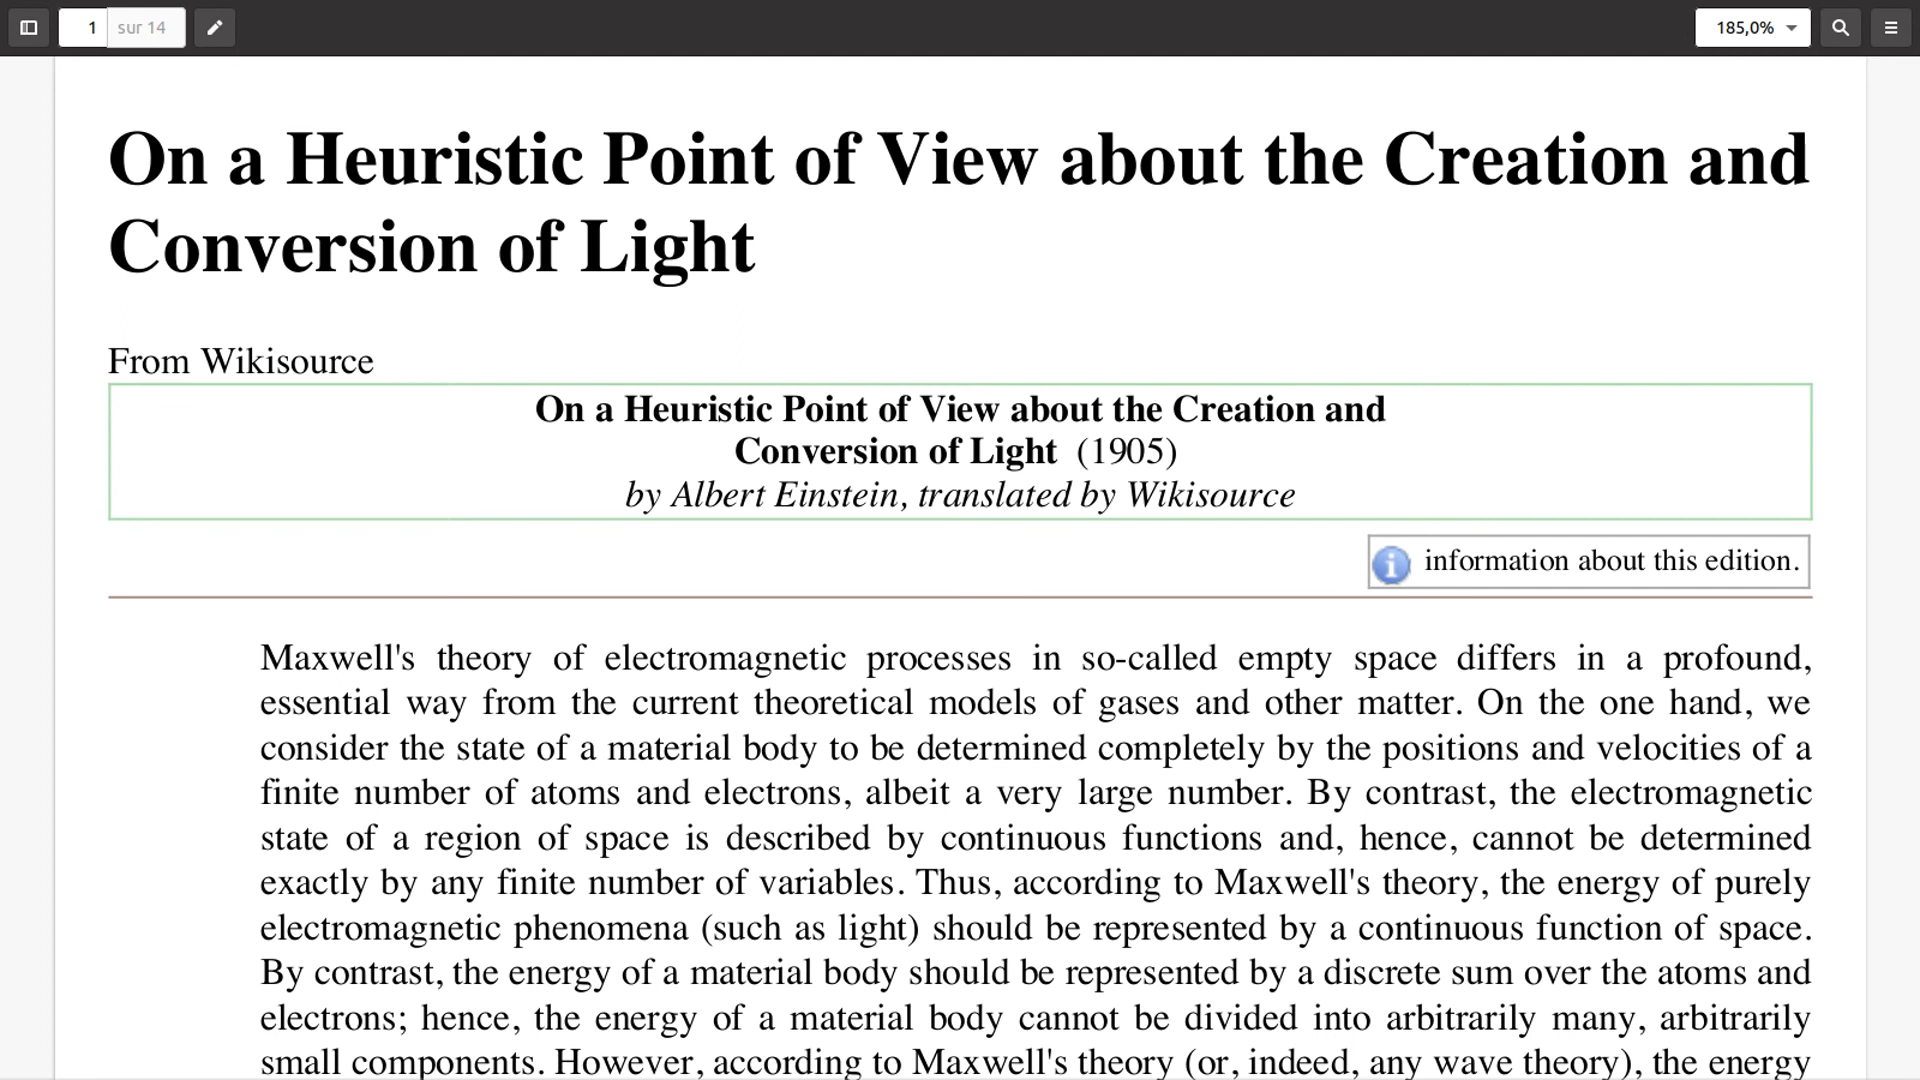 1 sur 14 185,0%
On a Heuristic Point of View about the Creation and
Conversion of Light
From Wikisource
On a Heuristic Point of View about the Creation and
Conversion of Light (1905)
by Albert Einstein, translated by Wikisource
information about this edition.
Maxwell's theory of electromagnetic processes in so-called empty space differs in a profound,
essential way from the current theoretical models of gases and other matter. On the one hand, we
consider the state of a material body to be determined completely by the positions and velocities of a
finite number of atoms and electrons, albeit a very large number. By contrast, the electromagnetic
state of a region of space is described by continuous functions and, hence, cannot be determined
exactly by any finite number of variables. Thus, according to Maxwell's theory, the energy of purely
electromagnetic phenomena (such as light) should be represented by a continuous function of space.
By contrast, the energy of a material body should be represented by a discrete sum over the atoms and
electrons; hence, the energy of a material body cannot be divided into arbitrarily many, arbitrarily
small components. However, according to Maxwell's theory (or, indeed, any wave theory), the energy